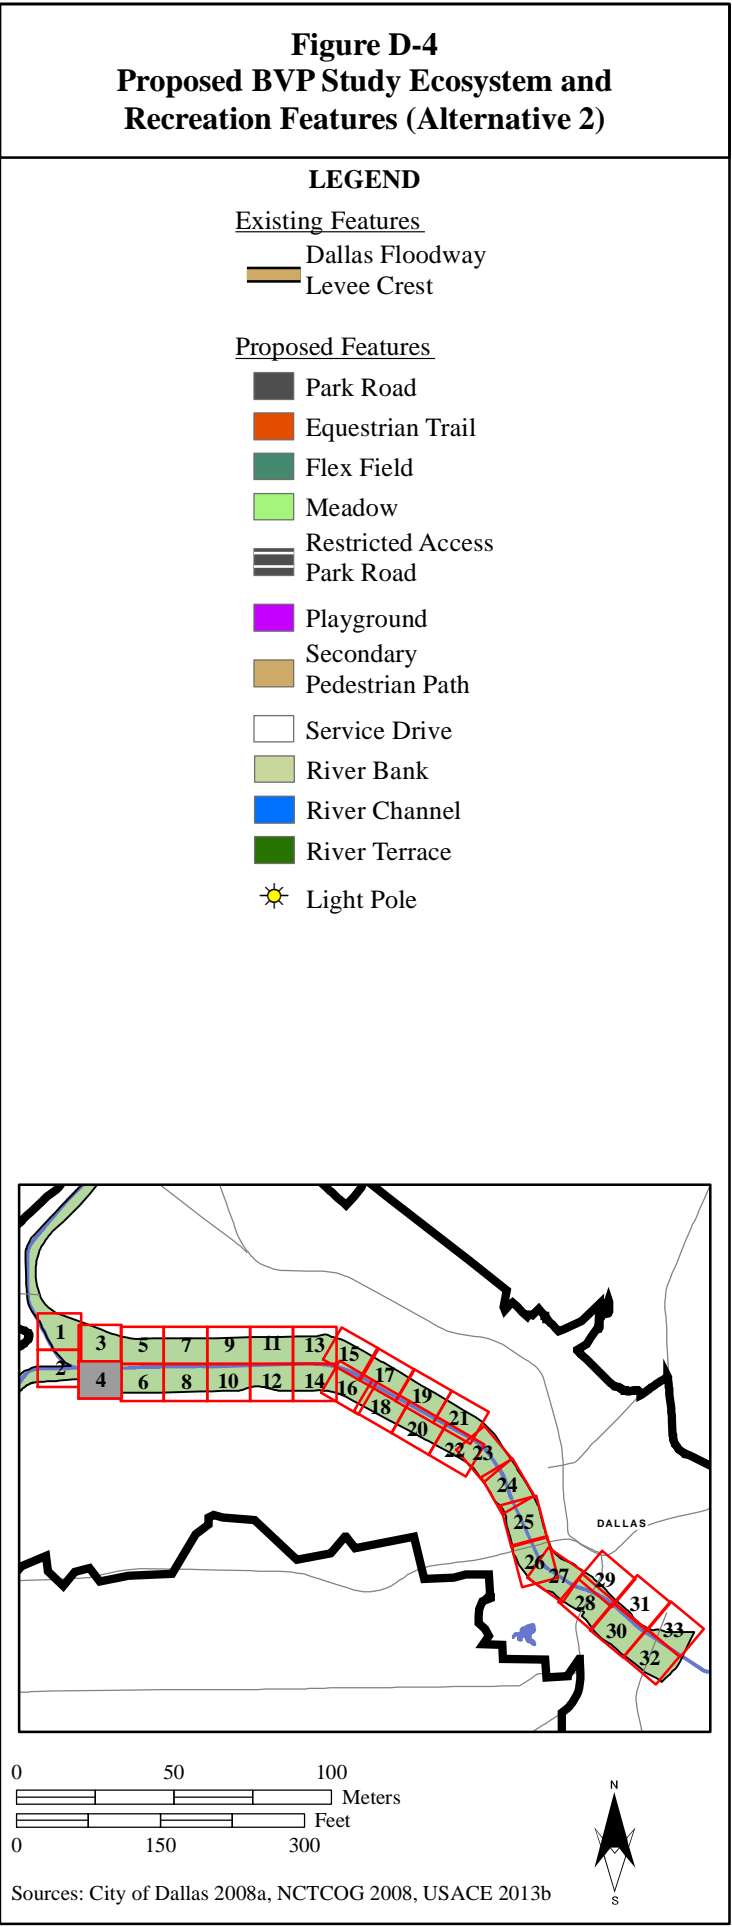 Figure D-4
Proposed BVP Study Ecosystem and
Recreation Features (Alternative 2)
LEGEND
Existing Features
Dallas Floodway
Levee Crest
Proposed Features
Park Road
Equestrian Trail
Flex Field
Meadow
Restricted Access
Park Road
Playground
Secondary
Pedestrian Path
Service Drive
River Bank
River Channel
River Terrace
Light Pole
1 3 5 7 9 11 13 15
2 4 6 8 10 12 14 16 17
18 19
20 21
22 23
24
25
DALLAS
26 27 29
28 31
30 33
32
0 50 100
Meters
Feet
0 150 300
N
S
Sources: City of Dallas 2008a, NCTCOG 2008, USACE 2013b